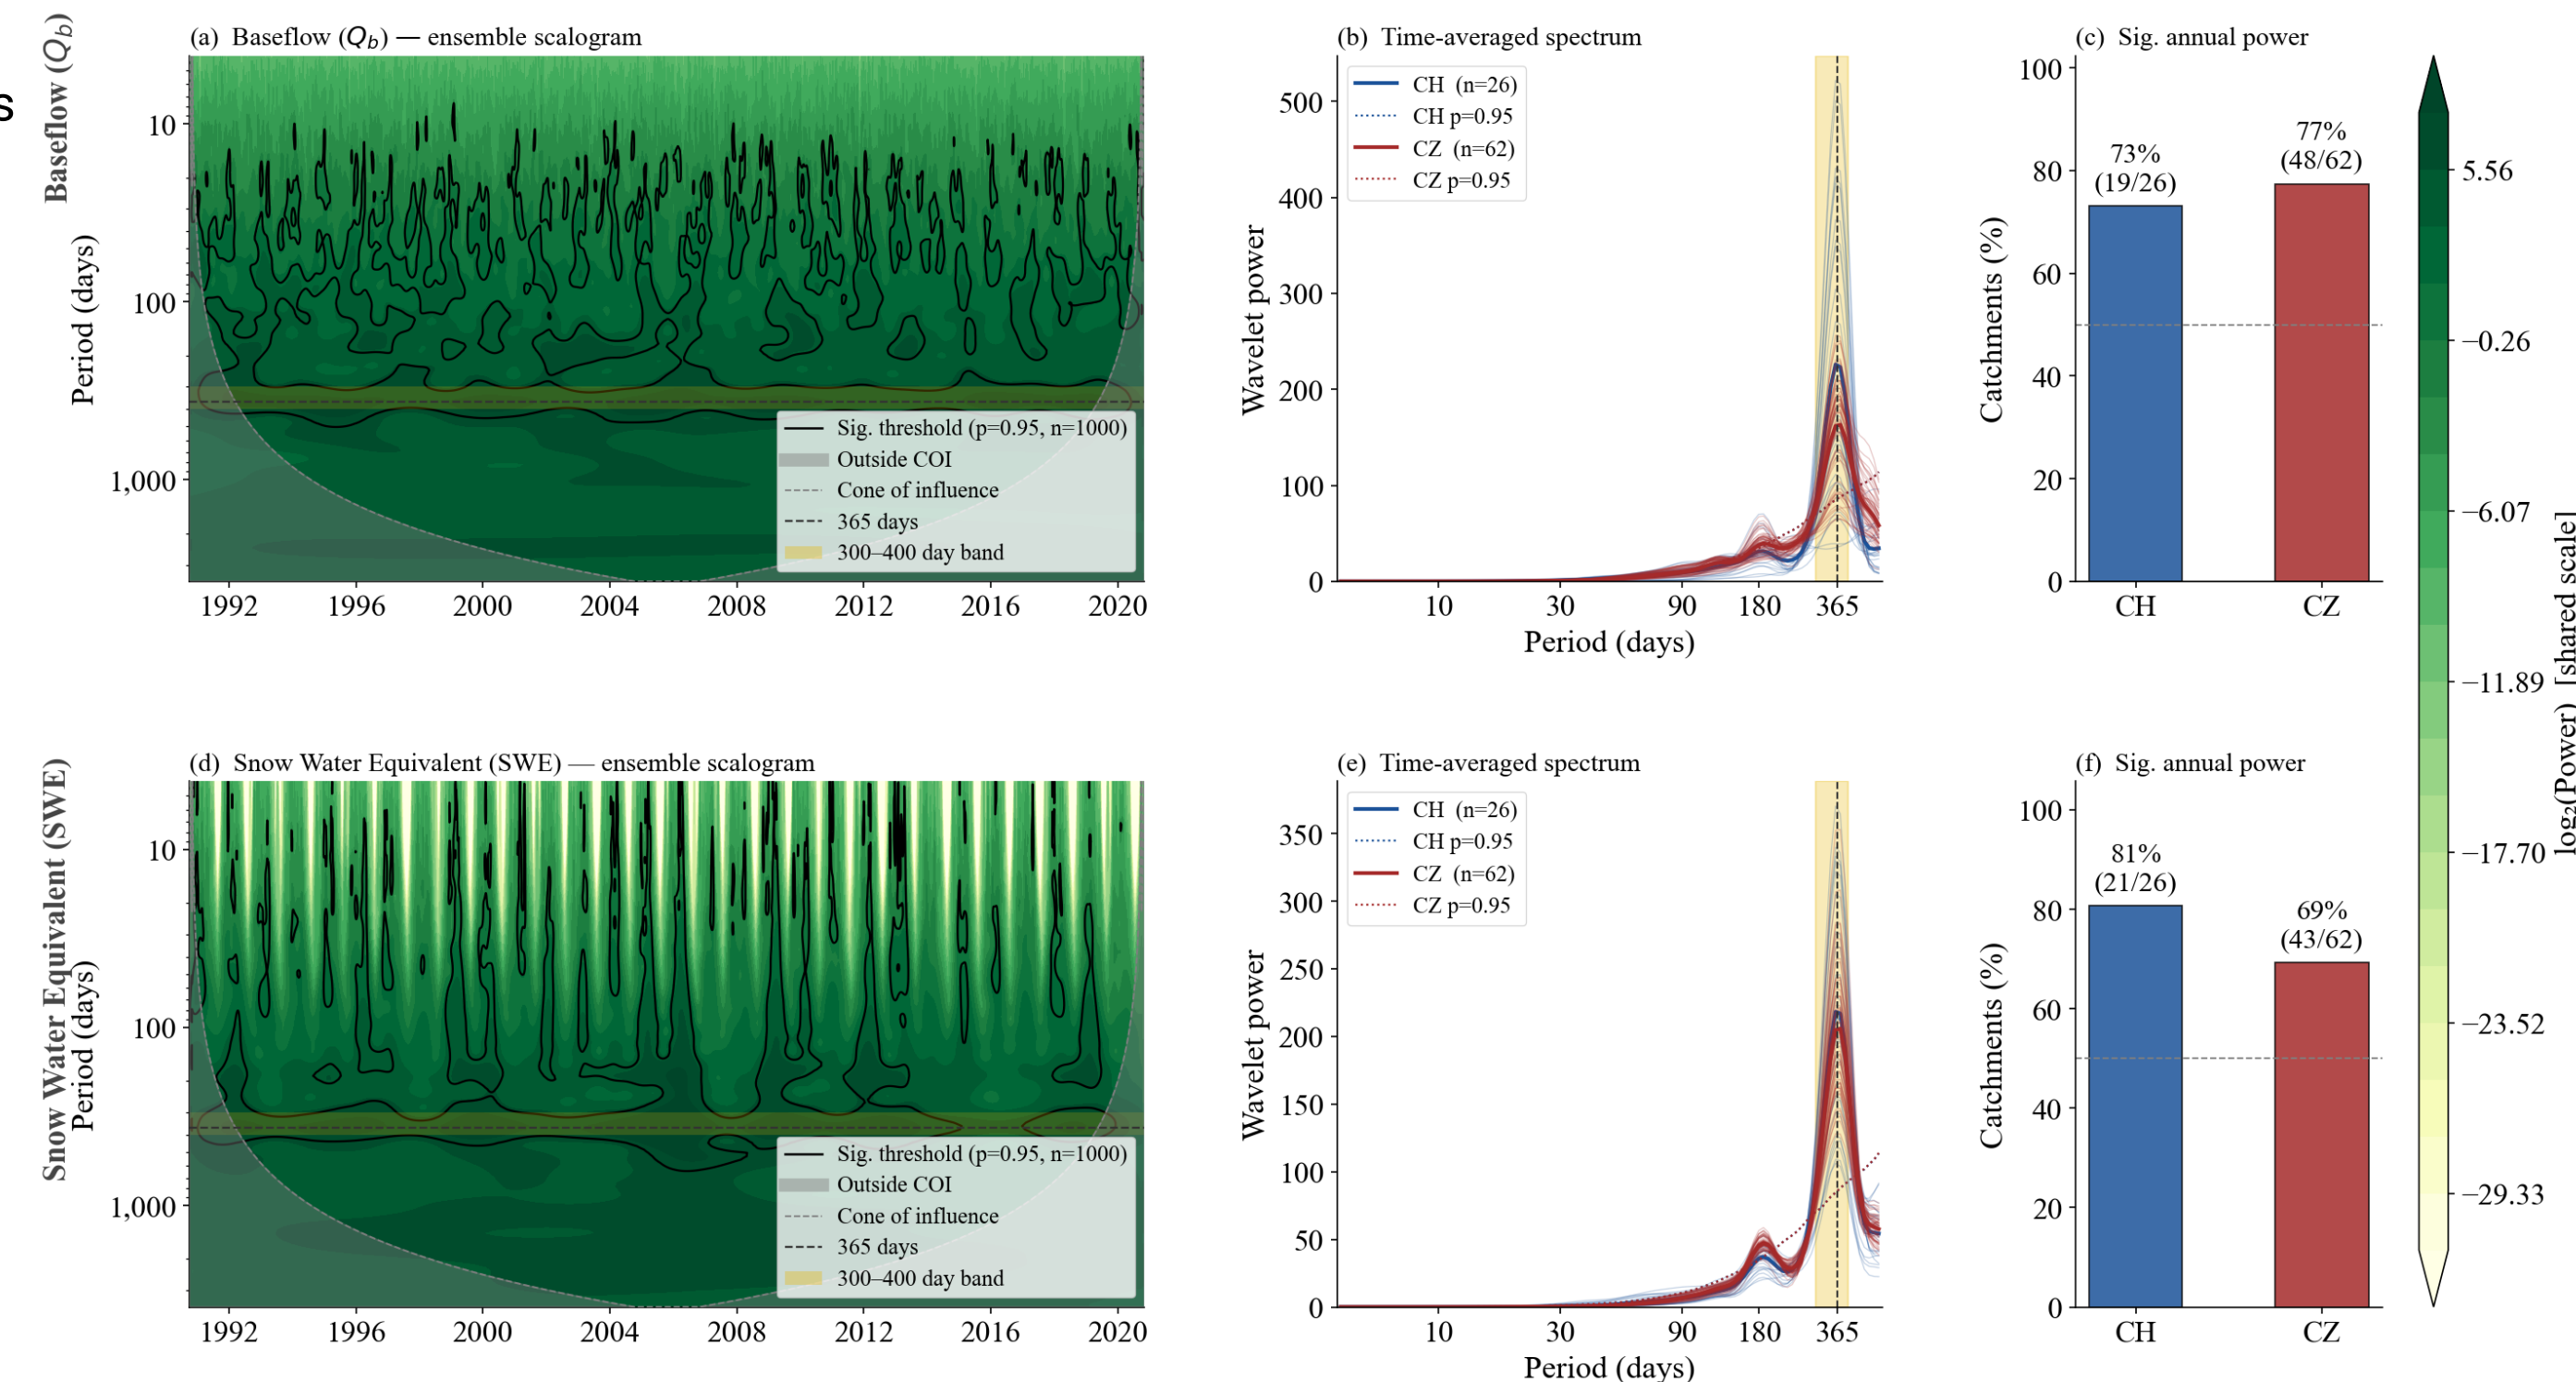 s
Baseflow (Qb)
(a) Baseflow (Qb) — ensemble scalogram
Period (days)
10
100
1,000
Sig. threshold (p=0.95, n=1000)
Outside COI
Cone of influence
365 days
300–400 day band
1992 1996 2000 2004 2008 2012 2016 2020
(b) Time-averaged spectrum
Wavelet power
500
400
300
200
100
0
CH (n=26)
CH p=0.95
CZ (n=62)
CZ p=0.95
10 30 90 180 365
Period (days)
(c) Sig. annual power
Catchments (%)
100
80
60
40
20
0
73%
(19/26)
77%
(48/62)
CH CZ
Snow Water Equivalent (SWE)
(d) Snow Water Equivalent (SWE) — ensemble scalogram
Period (days)
10
100
1,000
Sig. threshold (p=0.95, n=1000)
Outside COI
Cone of influence
365 days
300–400 day band
1992 1996 2000 2004 2008 2012 2016 2020
(e) Time-averaged spectrum
Wavelet power
350
300
250
200
150
100
50
0
CH (n=26)
CH p=0.95
CZ (n=62)
CZ p=0.95
10 30 90 180 365
Period (days)
(f) Sig. annual power
Catchments (%)
100
80
60
40
20
0
81%
(21/26)
69%
(43/62)
CH CZ
5.56
−0.26
−6.07
−11.89
−17.70
−23.52
−29.33
log₂(Power) [shared scale]